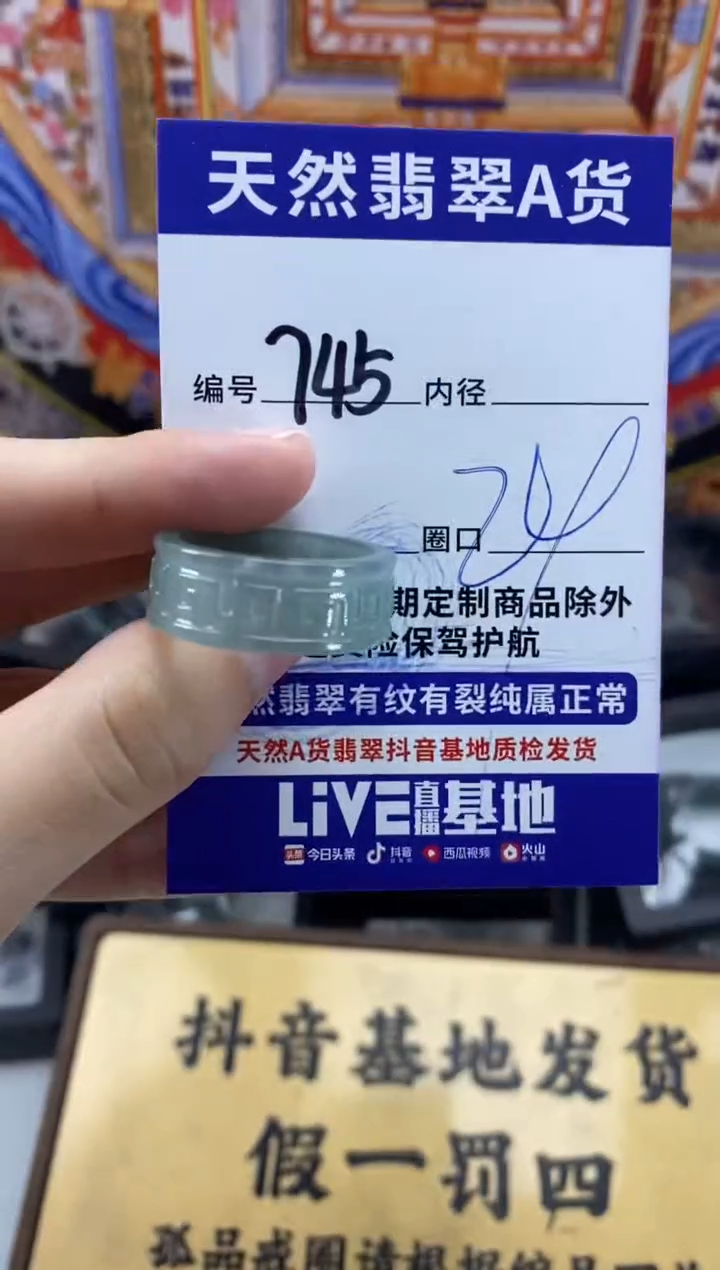 天然翡翠A货
编号 745 内径
圈口
期定制商品除外
险保驾护航
然翡翠有纹有裂纯属正常
天然A货翡翠抖音基地质检发货
LiVE直播基地
今日头条 抖音 西瓜视频 火山
抖音基地发货
假一罚四